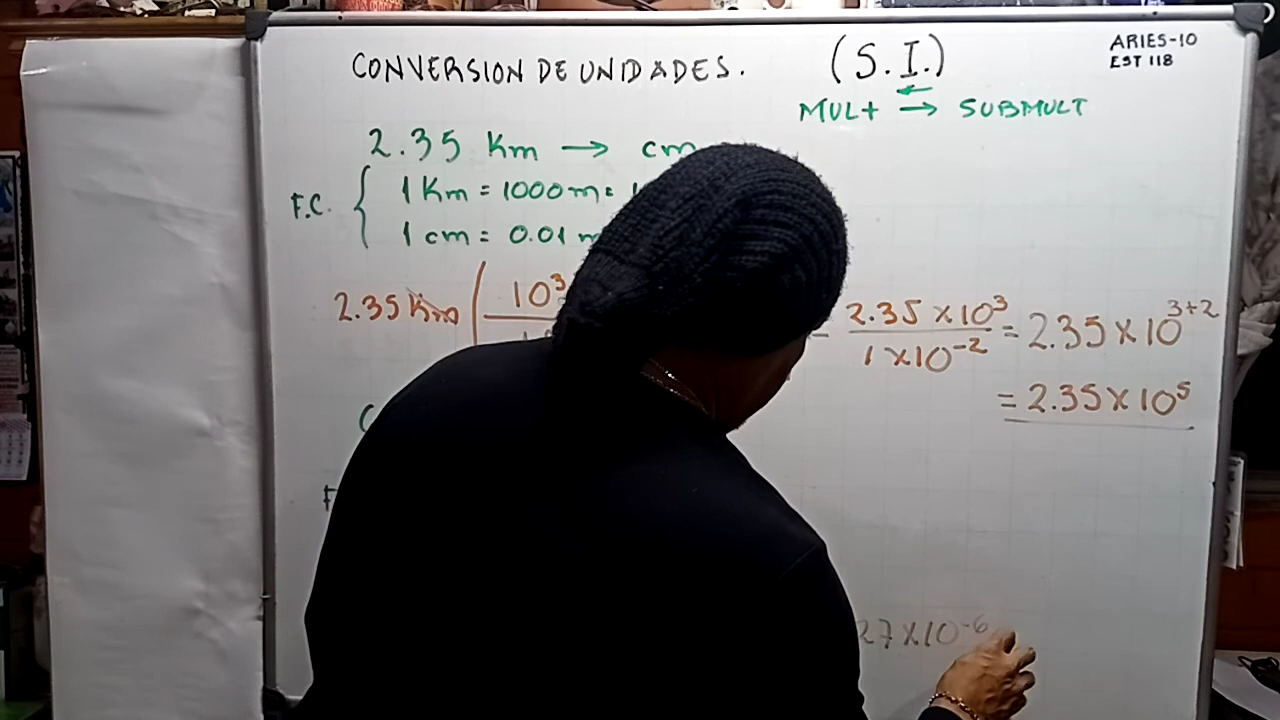 CONVERSION DE UNIDADES. (S.I.)
ARIES-10
EST 118
MULt → SUBMULT
2.35 Km → cm
F.C. { 1 Km = 1000 m =
1 cm = 0.01 m
2.35 Km ( 10³
2.35 x 10³ / 1 x 10⁻² = 2.35 x 10³⁺²
= 2.35 x 10⁵
27 x 10⁻⁶